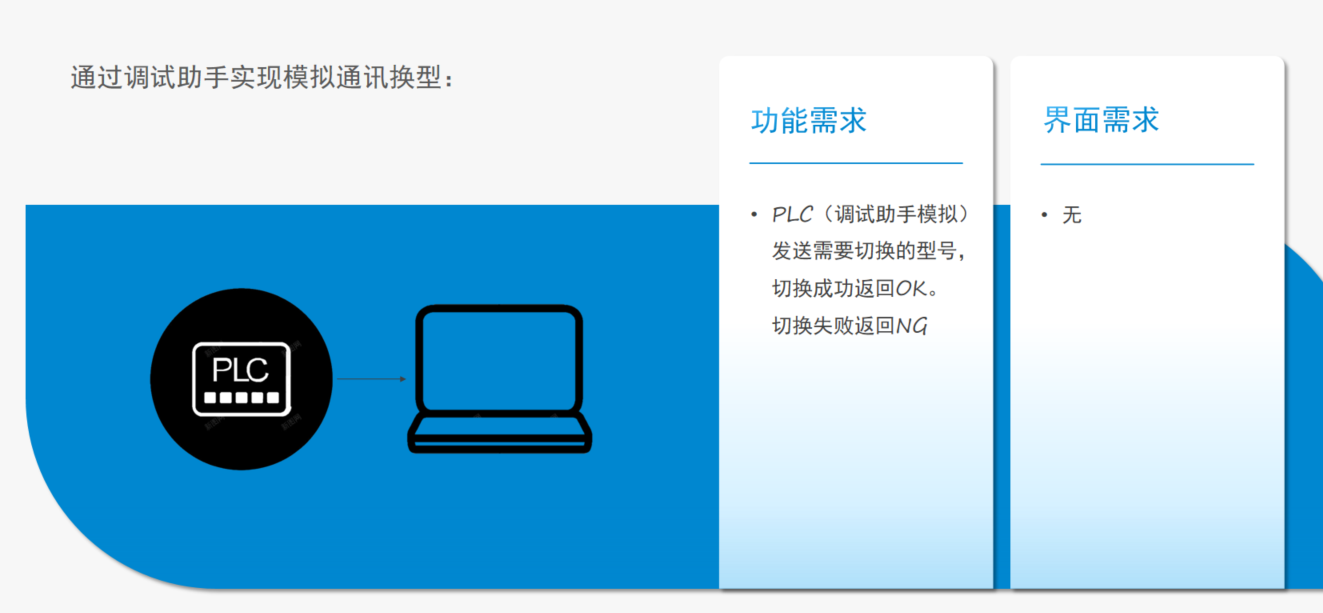 通过调试助手实现模拟通讯换型：
功能需求
• PLC（调试助手模拟）
发送需要切换的型号，
切换成功返回OK。
切换失败返回NG
界面需求
• 无
PLC